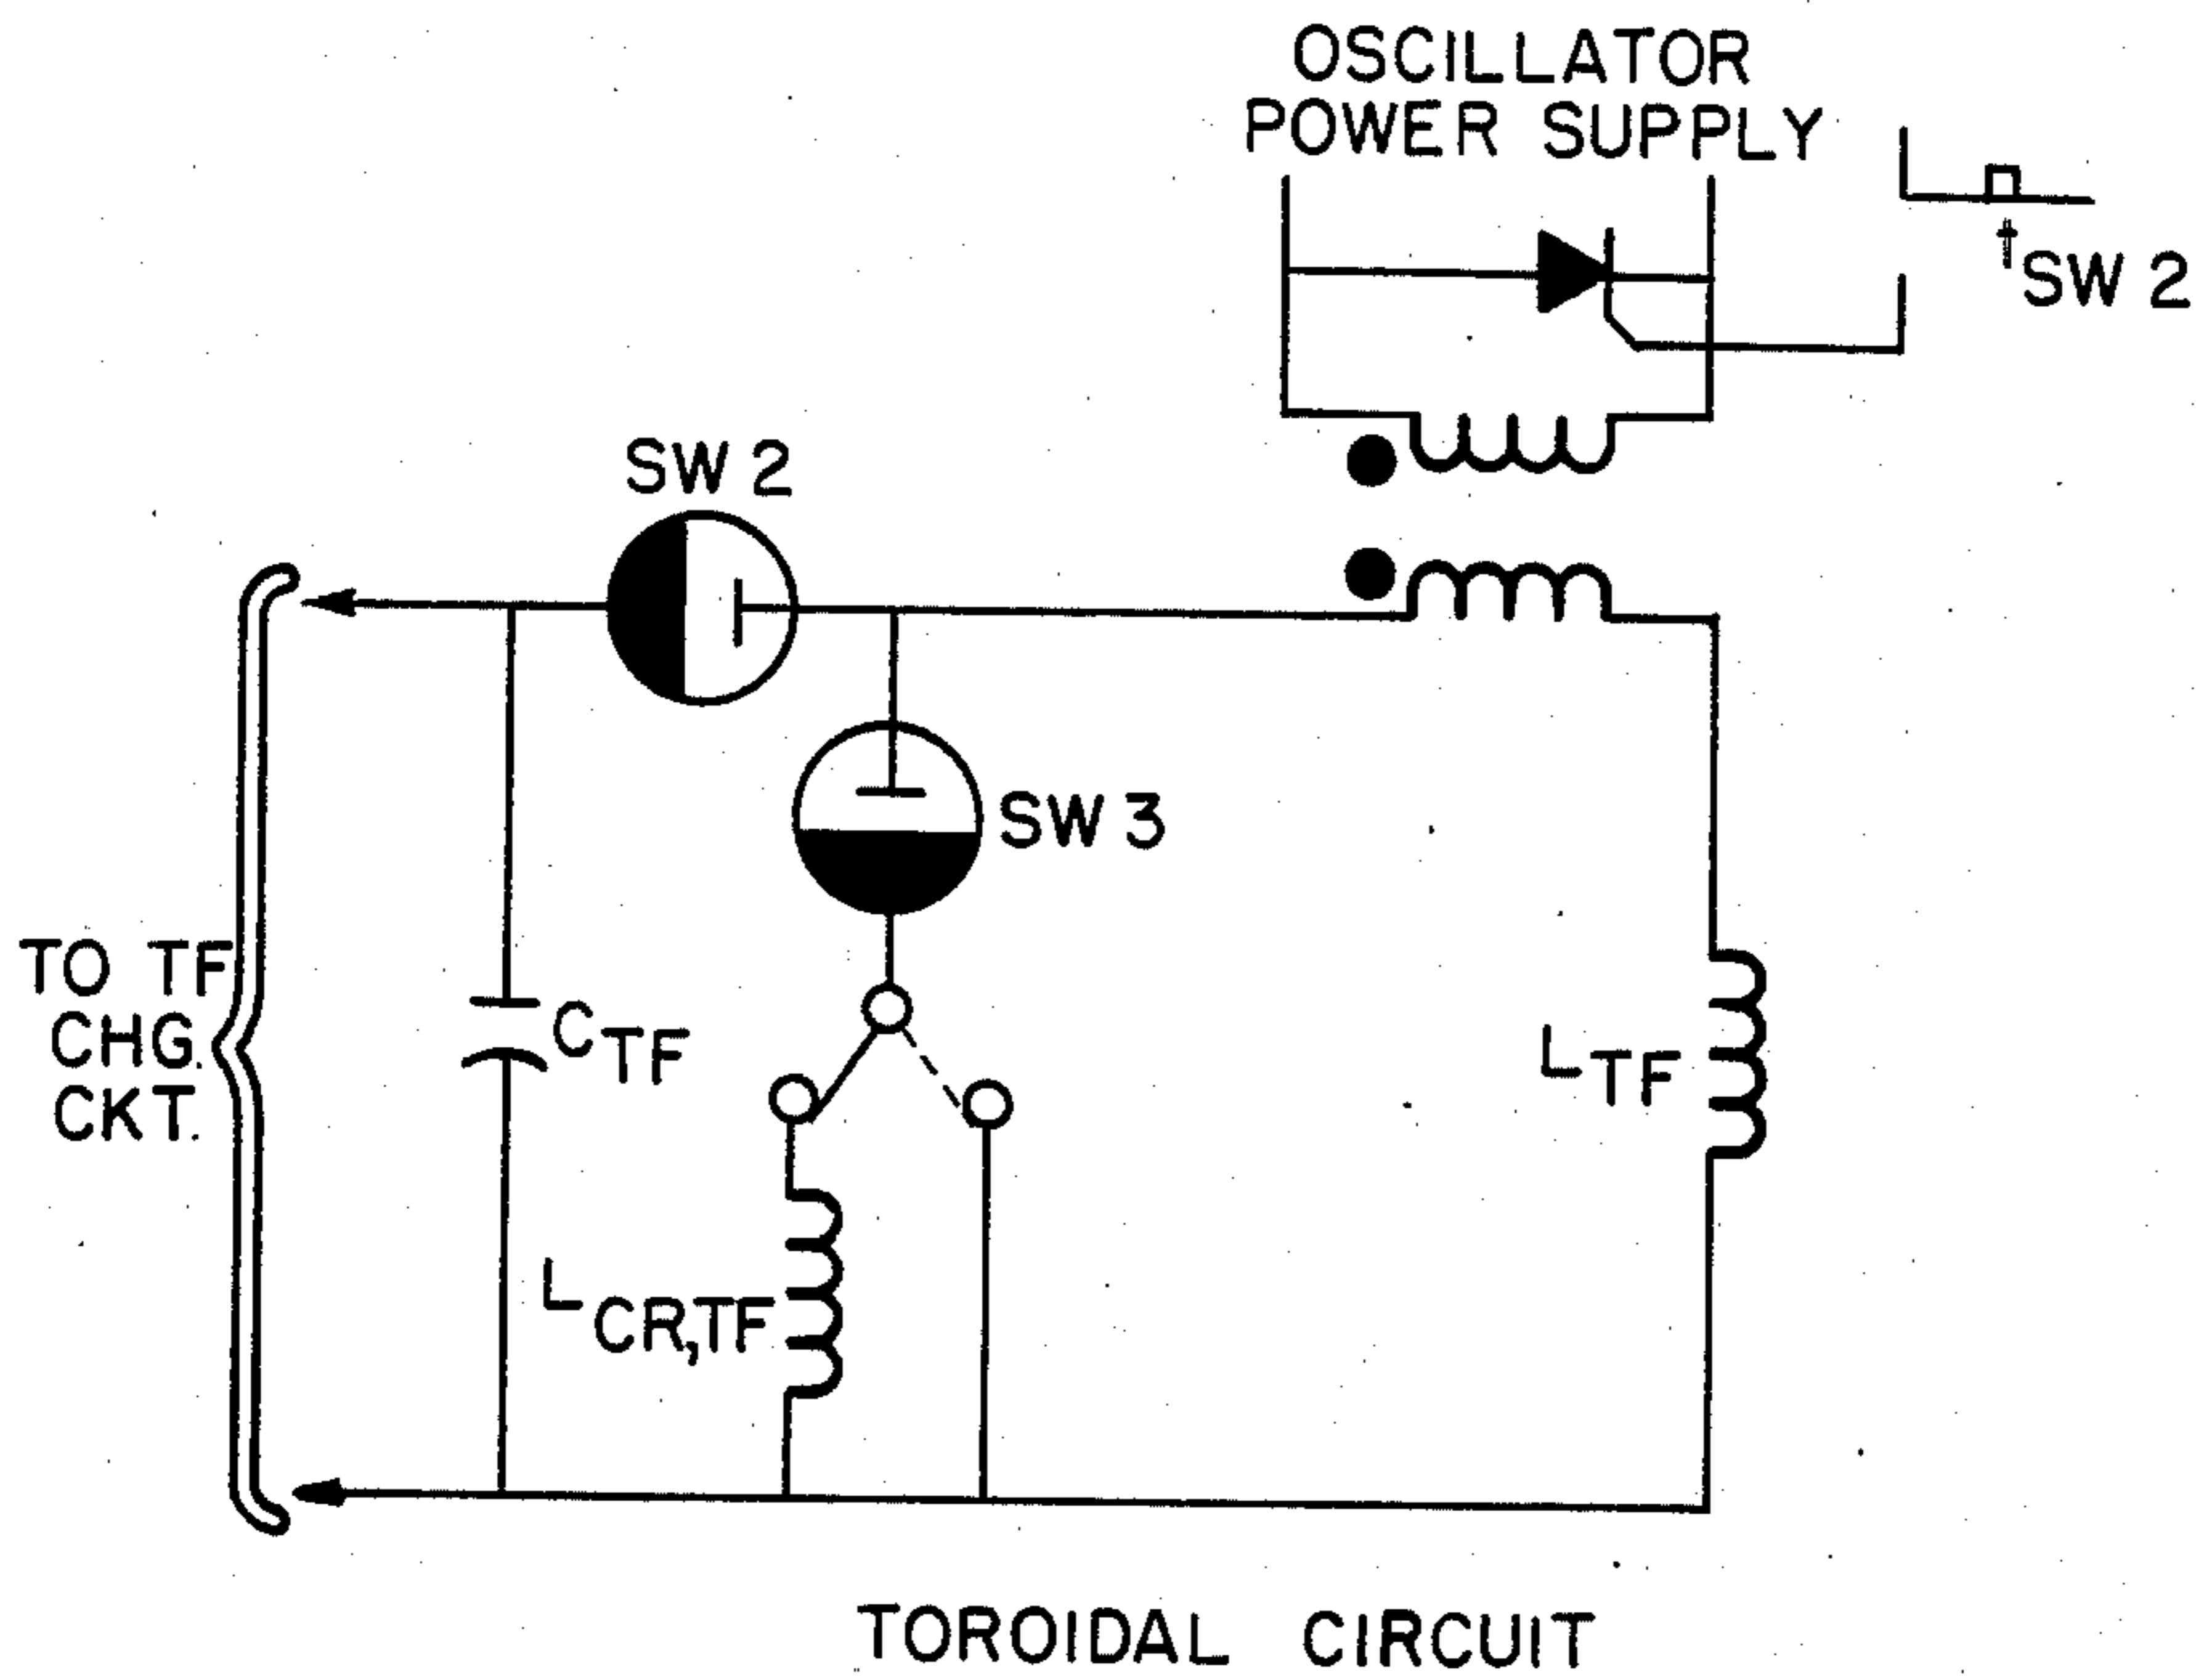 OSCILLATOR
POWER SUPPLY
tSW 2
SW 2
SW 3
TO TF
CHG.
CKT.
CTF
LTF
LCR,TF
TOROIDAL CIRCUIT